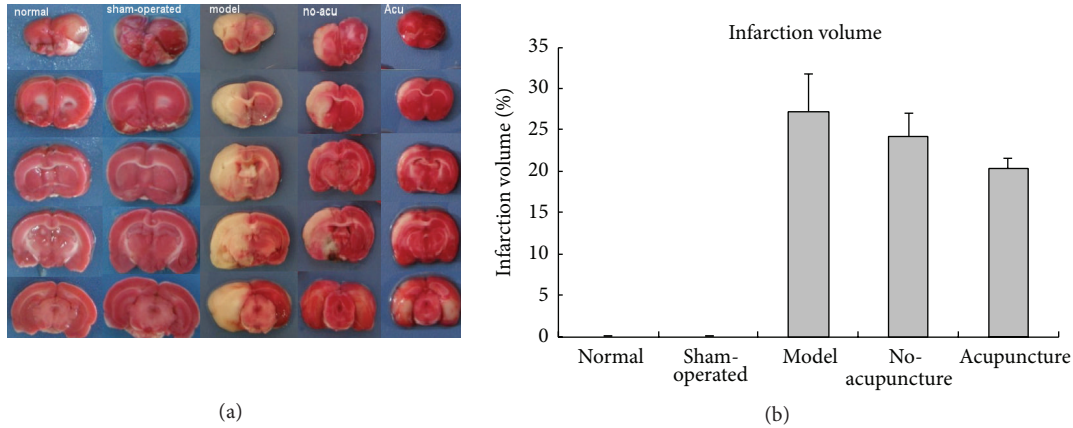 normal
sham-operated
model
no-acu
Acu
(a)
Infarction volume
Infarction volume (%)
35
30
25
20
15
10
5
0
Normal
Sham-
operated
Model
No-
acupuncture
Acupuncture
(b)